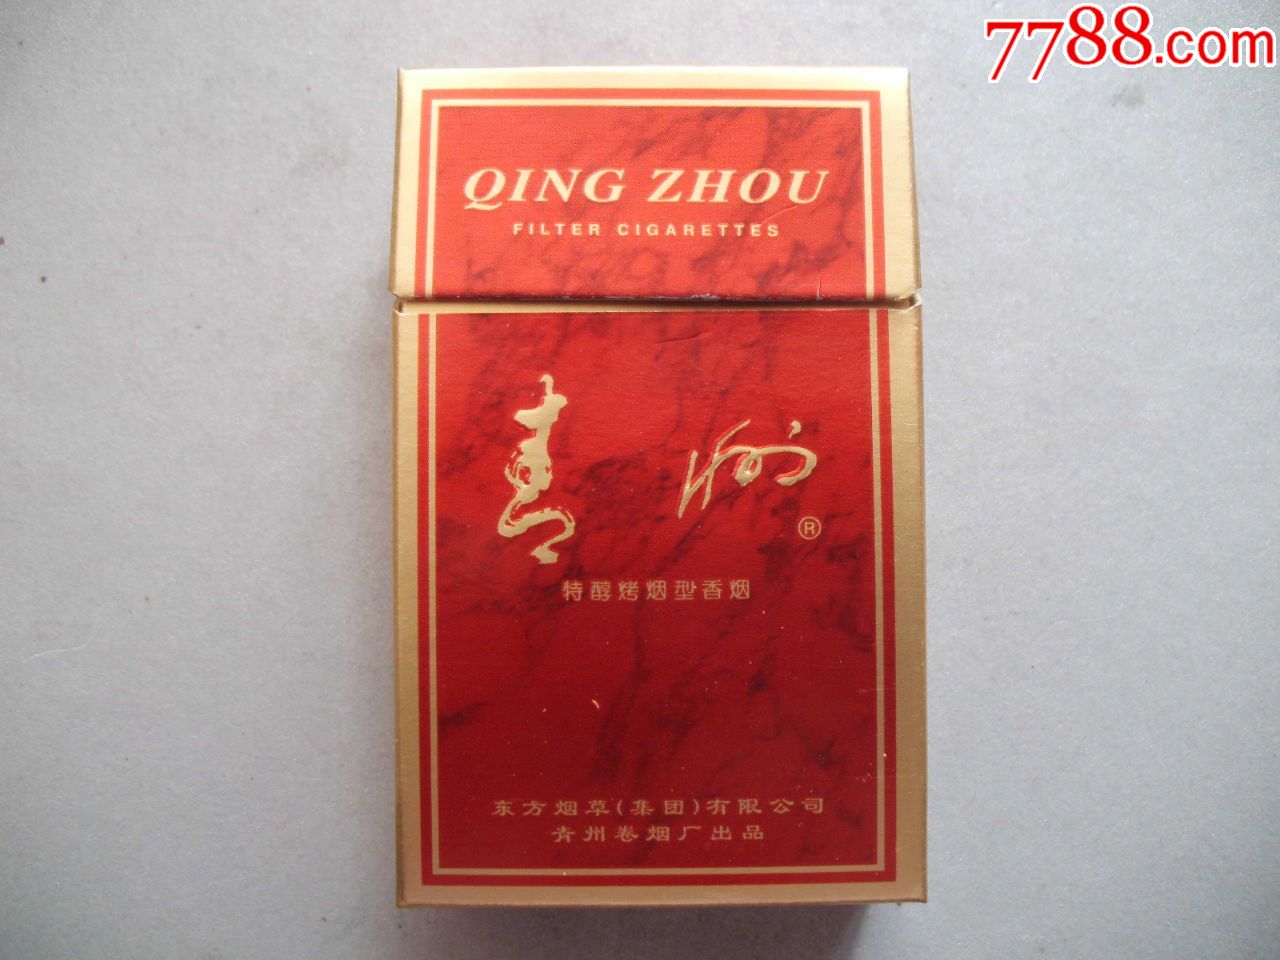 7788.com
QING ZHOU
FILTER CIGARETTES
青州
®
特醇烤烟型香烟
东方烟草(集团)有限公司
青州卷烟厂出品